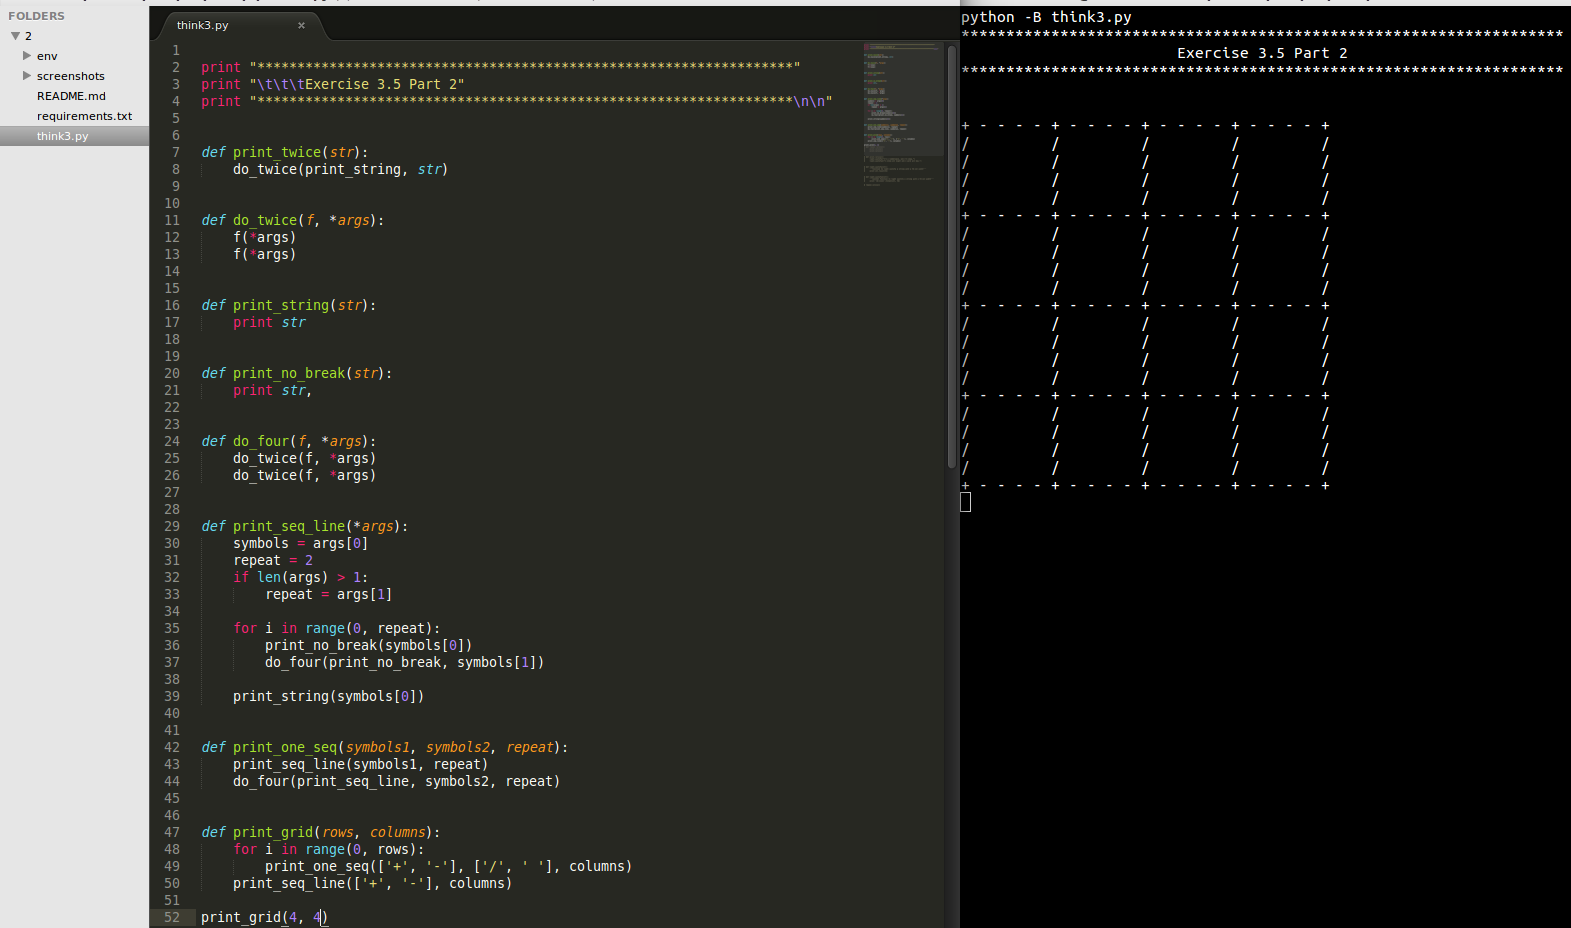 FOLDERS
2
env
screenshots
README.md
requirements.txt
think3.py
think3.py ×
1
2 print "*******************************************************************"
3 print "\t\t\tExercise 3.5 Part 2"
4 print "*******************************************************************\n\n"
5
6
7 def print_twice(str):
8     do_twice(print_string, str)
9
10
11 def do_twice(f, *args):
12     f(*args)
13     f(*args)
14
15
16 def print_string(str):
17     print str
18
19
20 def print_no_break(str):
21     print str,
22
23
24 def do_four(f, *args):
25     do_twice(f, *args)
26     do_twice(f, *args)
27
28
29 def print_seq_line(*args):
30     symbols = args[0]
31     repeat = 2
32     if len(args) > 1:
33         repeat = args[1]
34
35     for i in range(0, repeat):
36         print_no_break(symbols[0])
37         do_four(print_no_break, symbols[1])
38
39     print_string(symbols[0])
40
41
42 def print_one_seq(symbols1, symbols2, repeat):
43     print_seq_line(symbols1, repeat)
44     do_four(print_seq_line, symbols2, repeat)
45
46
47 def print_grid(rows, columns):
48     for i in range(0, rows):
49         print_one_seq(['+', '-'], ['/', ' '], columns)
50     print_seq_line(['+', '-'], columns)
51
52 print_grid(4, 4)
python -B think3.py
*******************************************************************
                        Exercise 3.5 Part 2
*******************************************************************
+ - - - - + - - - - + - - - - + - - - - +
/         /         /         /         /
/         /         /         /         /
/         /         /         /         /
/         /         /         /         /
+ - - - - + - - - - + - - - - + - - - - +
/         /         /         /         /
/         /         /         /         /
/         /         /         /         /
/         /         /         /         /
+ - - - - + - - - - + - - - - + - - - - +
/         /         /         /         /
/         /         /         /         /
/         /         /         /         /
/         /         /         /         /
+ - - - - + - - - - + - - - - + - - - - +
/         /         /         /         /
/         /         /         /         /
/         /         /         /         /
/         /         /         /         /
+ - - - - + - - - - + - - - - + - - - - +